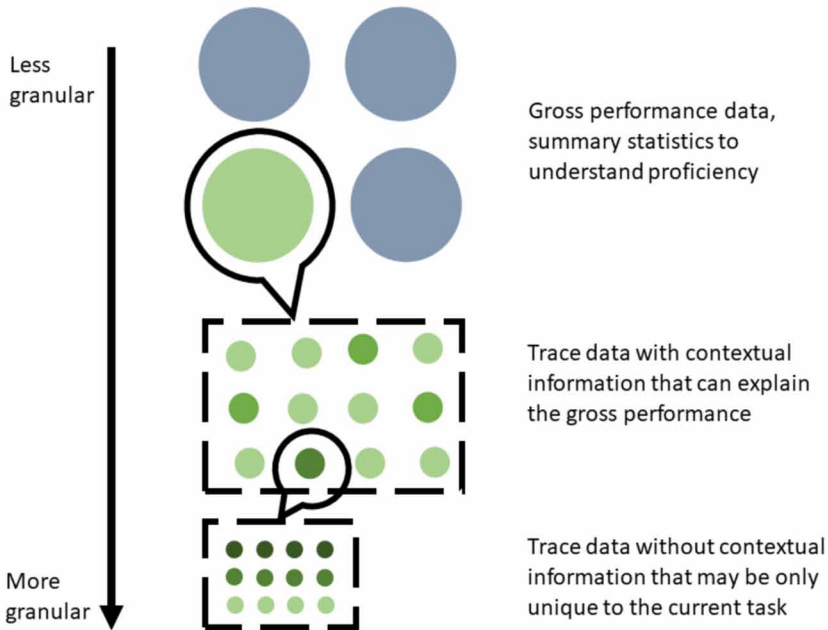 Less
granular
Gross performance data,
summary statistics to
understand proficiency
Trace data with contextual
information that can explain
the gross performance
Trace data without contextual
information that may be only
unique to the current task
More
granular